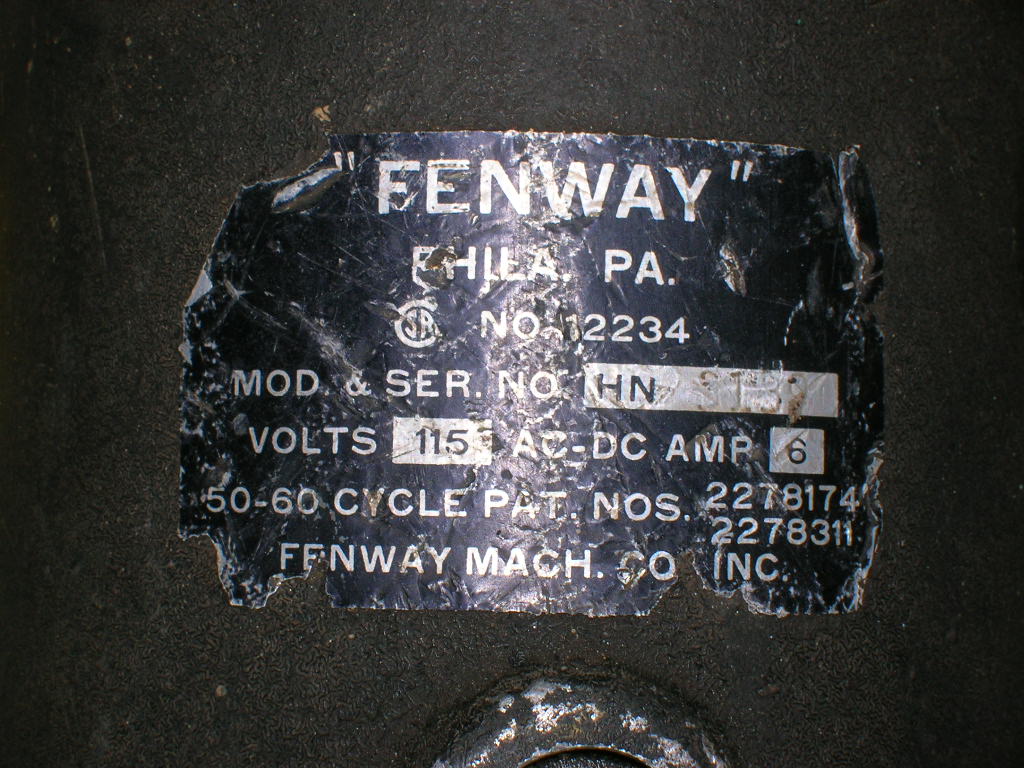 "FENWAY"
PHILA. PA.
NO. 12234
MOD. & SER. NO. HN
VOLTS 115 AC-DC AMP 6
50-60 CYCLE PAT. NOS. 2278174
2278311
FENWAY MACH. CO INC.